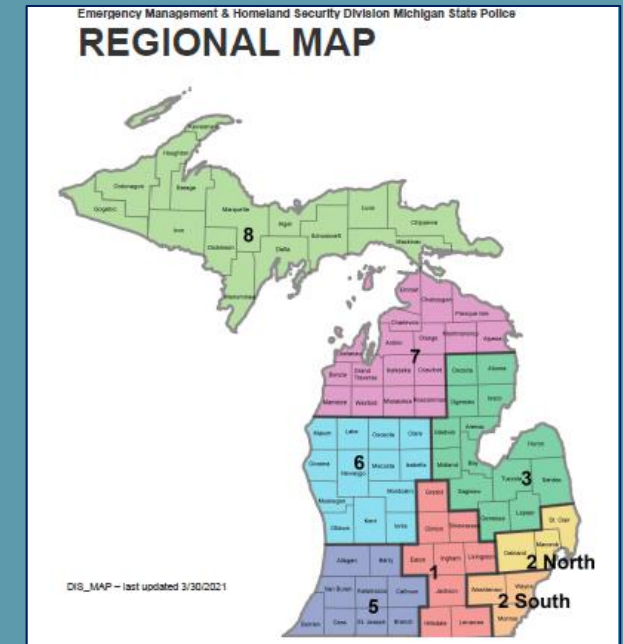 Emergency Management & Homeland Security Division Michigan State Police
REGIONAL MAP
Keweenaw
Houghton
Ontonagon
Baraga
Gogebic
Marquette
Luce
Alger
Chippewa
Iron
8
Schoolcraft
Dickinson
Delta
Mackinac
Menominee
Emmet
Cheboygan
Presque Isle
Charlevoix
Antrim
Otsego
Montmorency
Alpena
7
Leelanau
Benzie
Grand
Traverse
Kalkaska
Crawford
Oscoda
Alcona
Manistee
Wexford
Missaukee
Roscommon
Ogemaw
Iosco
Mason
Lake
Osceola
Clare
Gladwin
Arenac
Huron
6
Oceana
Newaygo
Mecosta
Isabella
Midland
Bay
3
Tuscola
Sanilac
Montcalm
Gratiot
Saginaw
Muskegon
Genesee
Lapeer
Ottawa
Kent
Ionia
Clinton
Shiawassee
St. Clair
Oakland
Macomb
Allegan
Barry
Eaton
Ingham
Livingston
2 North
1
DIS_MAP – last updated 3/30/2021
Van Buren
Kalamazoo
Calhoun
Jackson
Washtenaw
Wayne
2 South
5
Berrien
Cass
St. Joseph
Branch
Hillsdale
Lenawee
Monroe